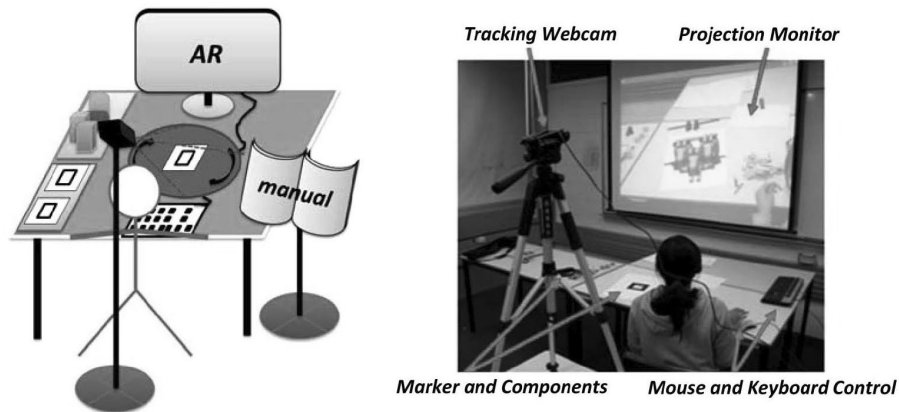 AR
manual
Tracking Webcam
Projection Monitor
Marker and Components
Mouse and Keyboard Control